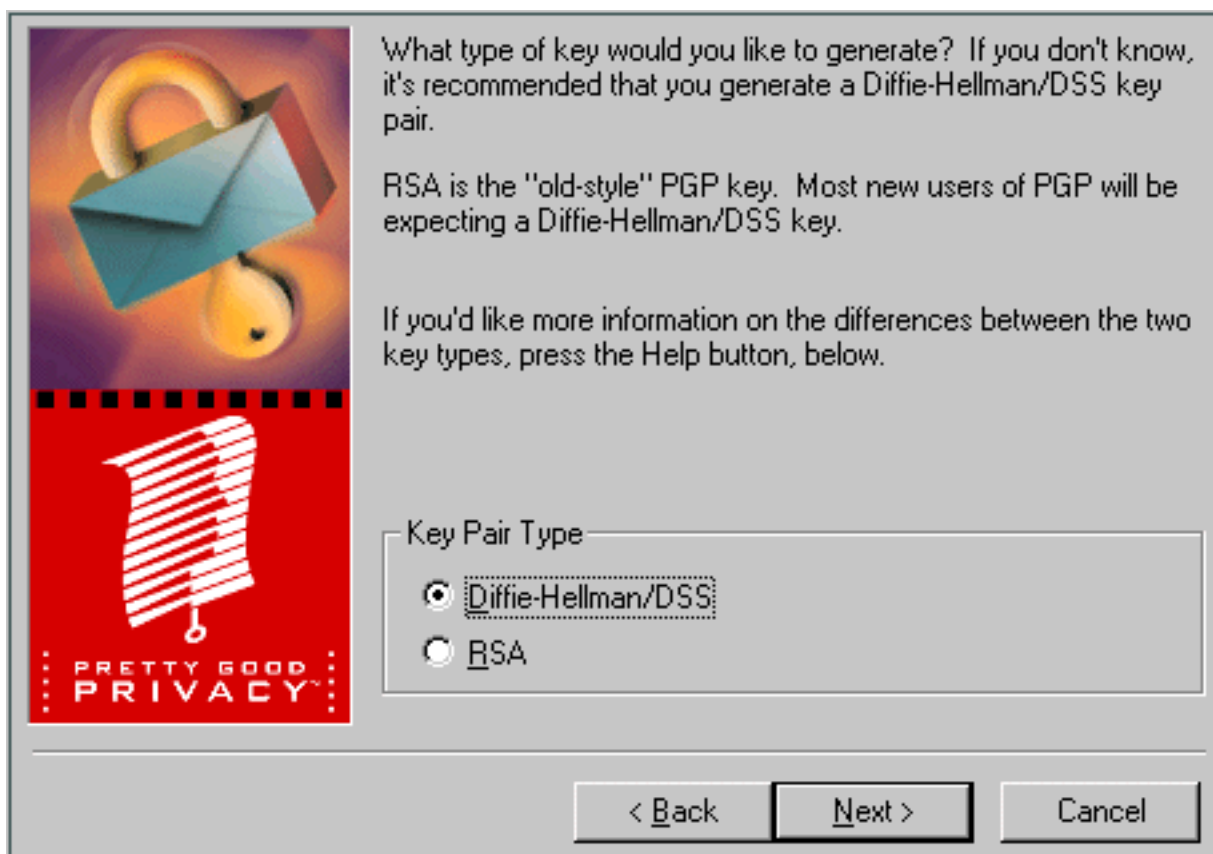 What type of key would you like to generate?  If you don't know,
it's recommended that you generate a Diffie-Hellman/DSS key
pair.
RSA is the "old-style" PGP key.  Most new users of PGP will be
expecting a Diffie-Hellman/DSS key.
If you'd like more information on the differences between the two
key types, press the Help button, below.
Key Pair Type
Diffie-Hellman/DSS
RSA
PRETTY GOOD
PRIVACY™
< Back
Next >
Cancel